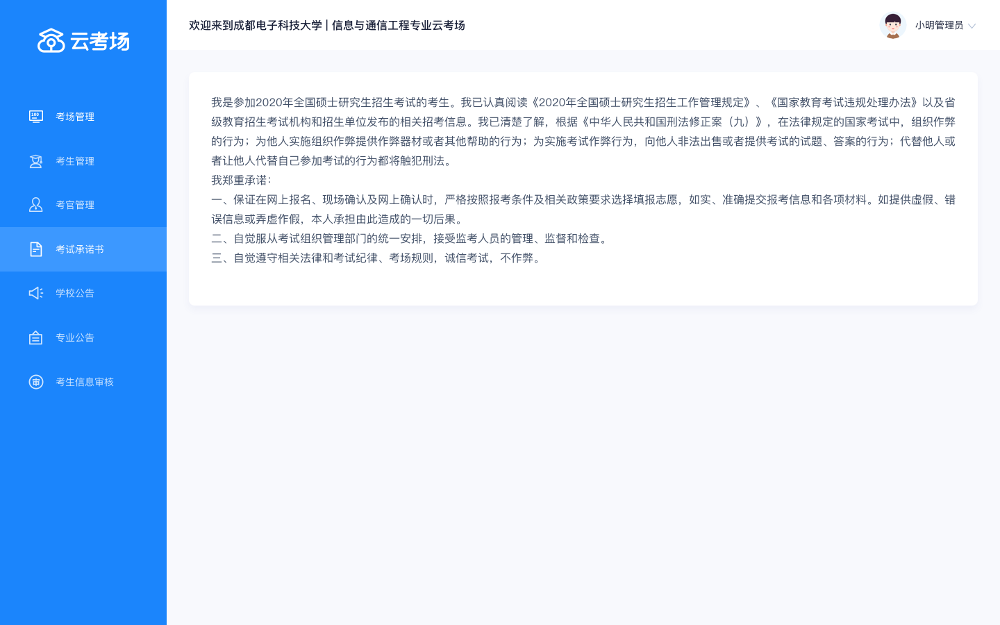 云考场
欢迎来到成都电子科技大学 | 信息与通信工程专业云考场
小明管理员
100
考场管理
考生管理
考官管理
考试承诺书
学校公告
专业公告
审
考生信息审核
我是参加2020年全国硕士研究生招生考试的考生。我已认真阅读《2020年全国硕士研究生招生工作管理规定》、《国家教育考试违规处理办法》以及省
级教育招生考试机构和招生单位发布的相关招考信息。我已清楚了解，根据《中华人民共和国刑法修正案（九）》，在法律规定的国家考试中，组织作弊
的行为；为他人实施组织作弊提供作弊器材或者其他帮助的行为；为实施考试作弊行为，向他人非法出售或者提供考试的试题、答案的行为；代替他人或
者让他人代替自己参加考试的行为都将触犯刑法。
我郑重承诺：
一、保证在网上报名、现场确认及网上确认时，严格按照报考条件及相关政策要求选择填报志愿，如实、准确提交报考信息和各项材料。如提供虚假、错
误信息或弄虚作假，本人承担由此造成的一切后果。
二、自觉服从考试组织管理部门的统一安排，接受监考人员的管理、监督和检查。
三、自觉遵守相关法律和考试纪律、考场规则，诚信考试，不作弊。